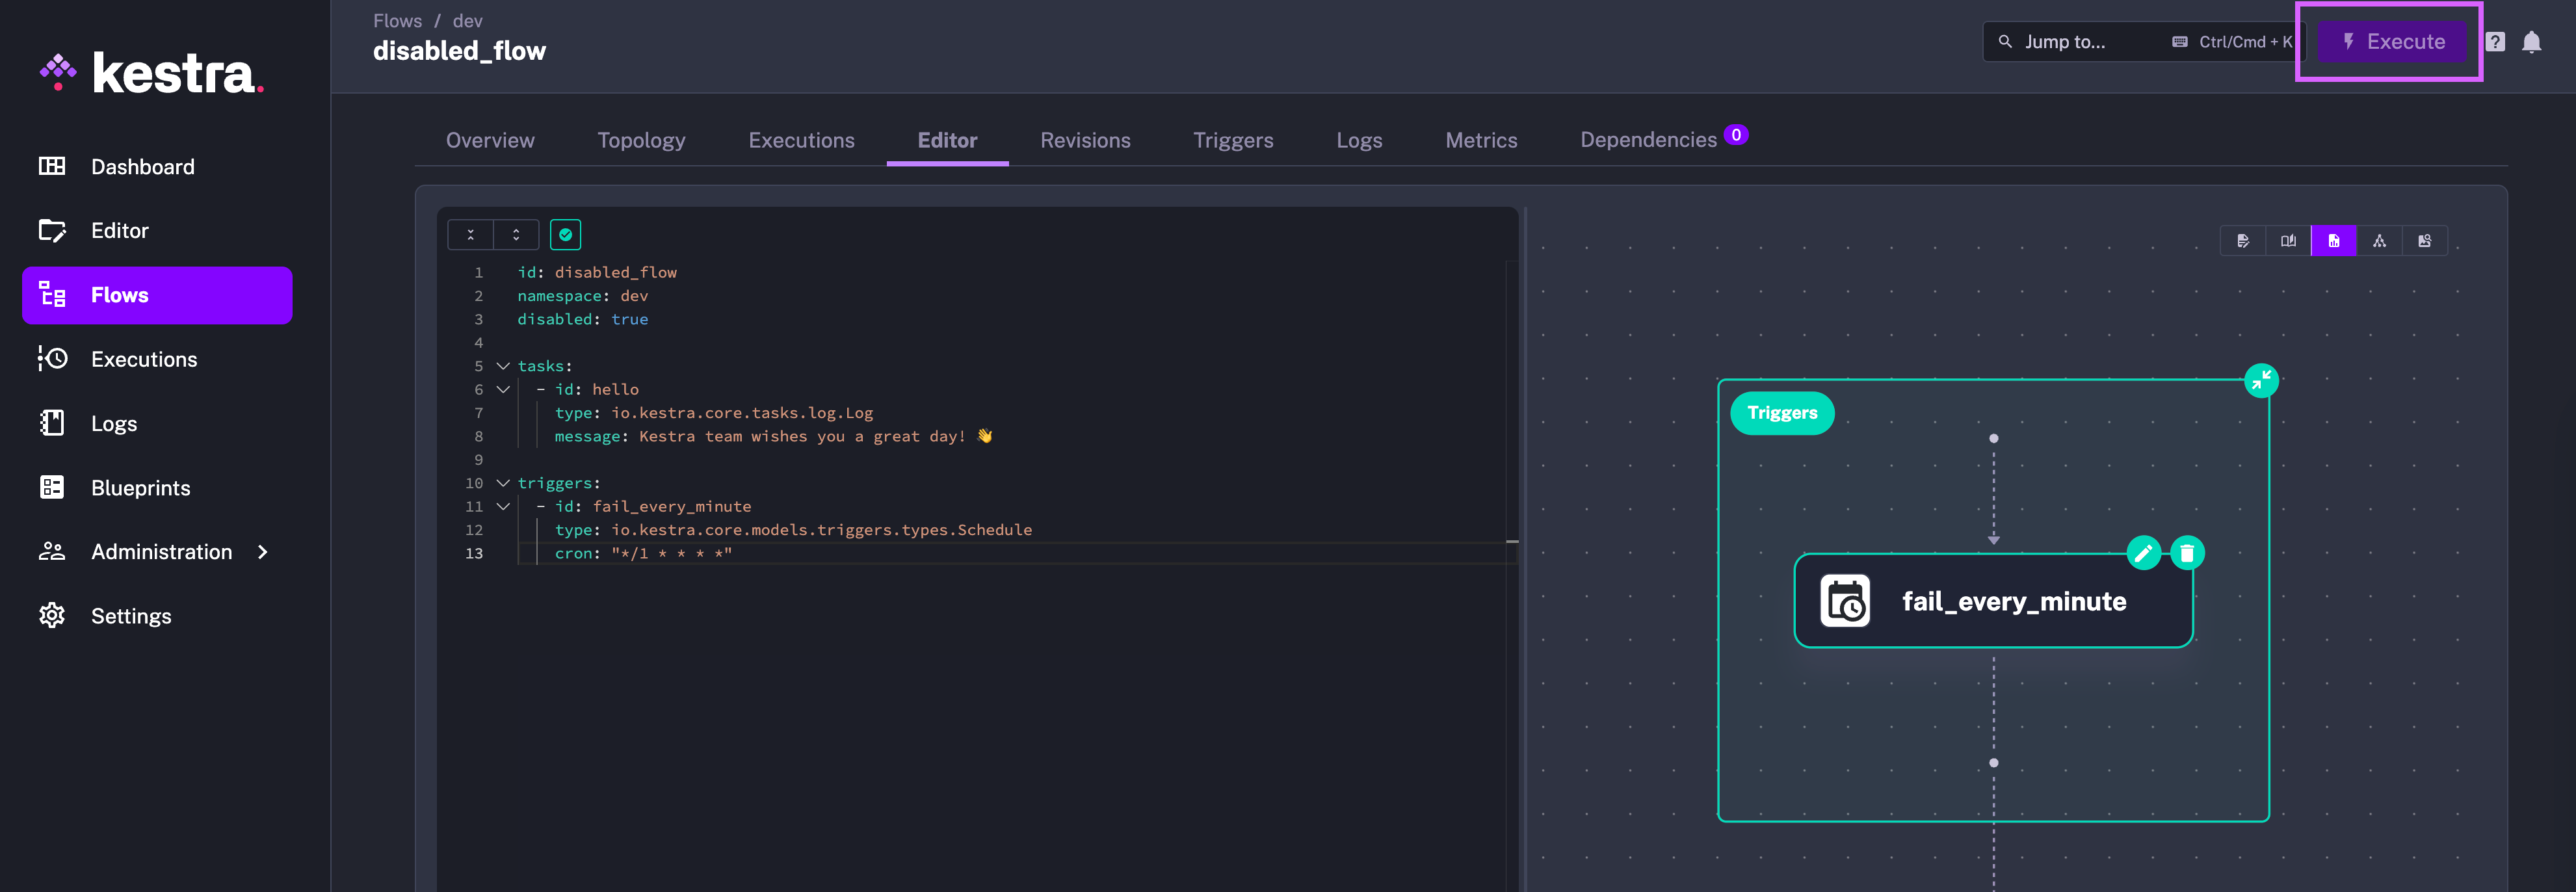 kestra.
Dashboard
Editor
Flows
Executions
Logs
Blueprints
Administration
Settings
Flows / dev
disabled_flow
Jump to...
Ctrl/Cmd + K
Execute
?
Overview
Topology
Executions
Editor
Revisions
Triggers
Logs
Metrics
Dependencies 0
1 id: disabled_flow
2 namespace: dev
3 disabled: true
4
5 tasks:
6 - id: hello
7 type: io.kestra.core.tasks.log.Log
8 message: Kestra team wishes you a great day! 👋
9
10 triggers:
11 - id: fail_every_minute
12 type: io.kestra.core.models.triggers.types.Schedule
13 cron: "*/1 * * * *"
Triggers
fail_every_minute